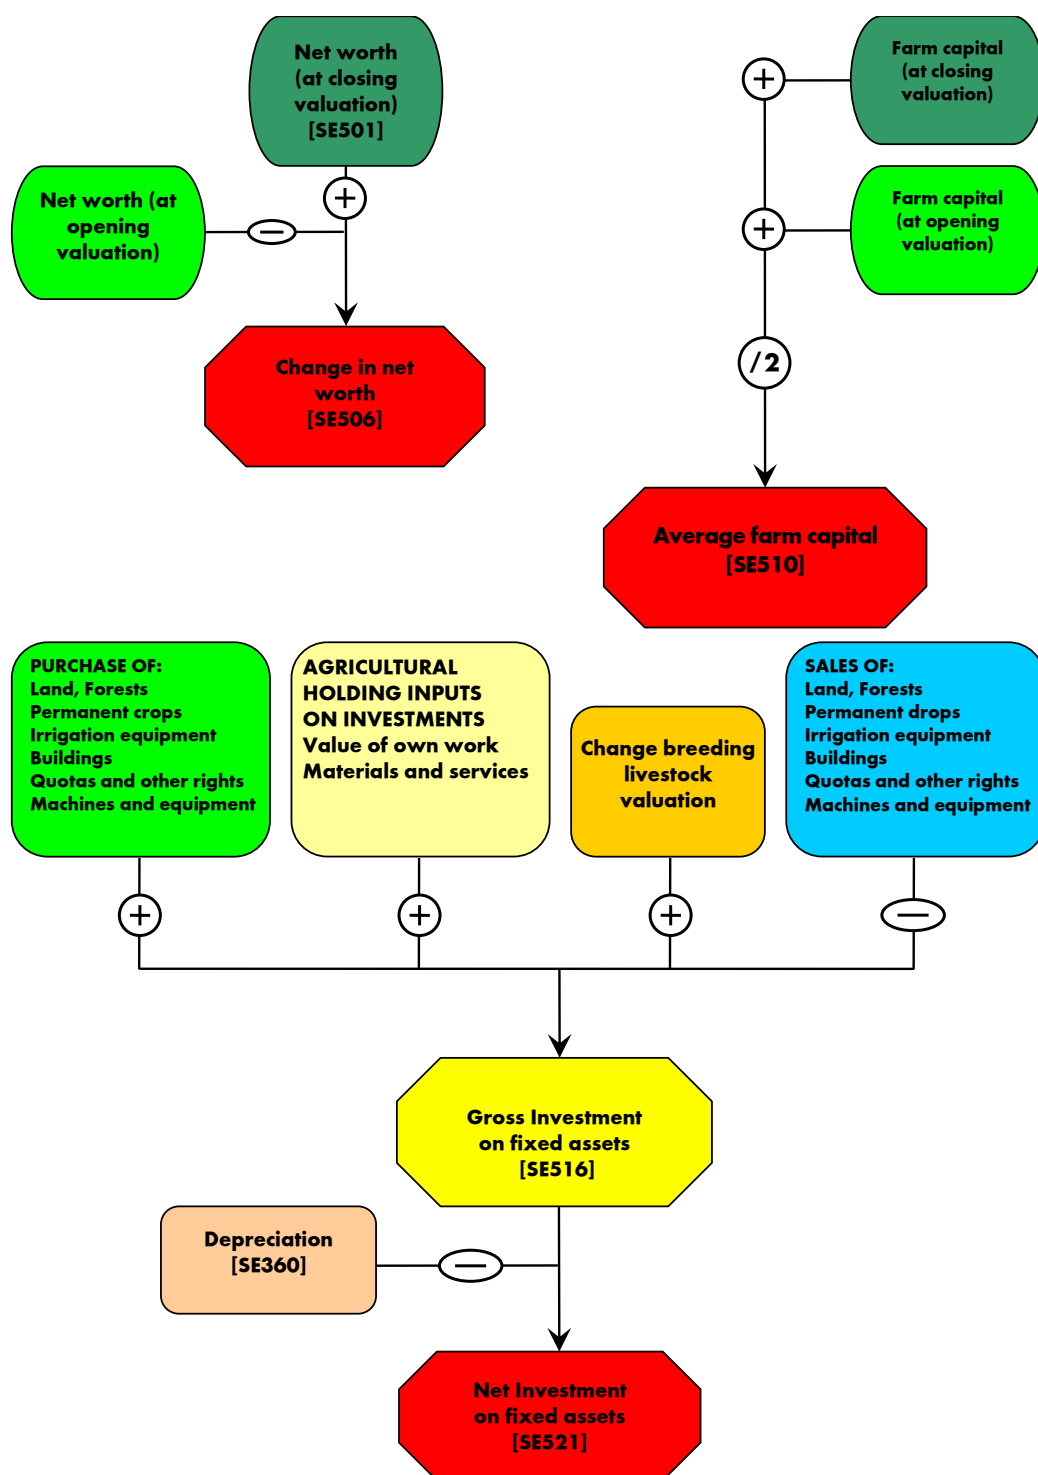 Net worth
(at closing
valuation)
[SE501]
+
Net worth (at
opening
valuation)
−
Change in net
worth
[SE506]
Farm capital
(at closing
valuation)
+
Farm capital
(at opening
valuation)
+
/2
Average farm capital
[SE510]
PURCHASE OF:
Land, Forests
Permanent crops
Irrigation equipment
Buildings
Quotas and other rights
Machines and equipment
AGRICULTURAL
HOLDING INPUTS
ON INVESTMENTS
Value of own work
Materials and services
Change breeding
livestock
valuation
SALES OF:
Land, Forests
Permanent drops
Irrigation equipment
Buildings
Quotas and other rights
Machines and equipment
+
+
+
−
Gross Investment
on fixed assets
[SE516]
Depreciation
[SE360]
−
Net Investment
on fixed assets
[SE521]